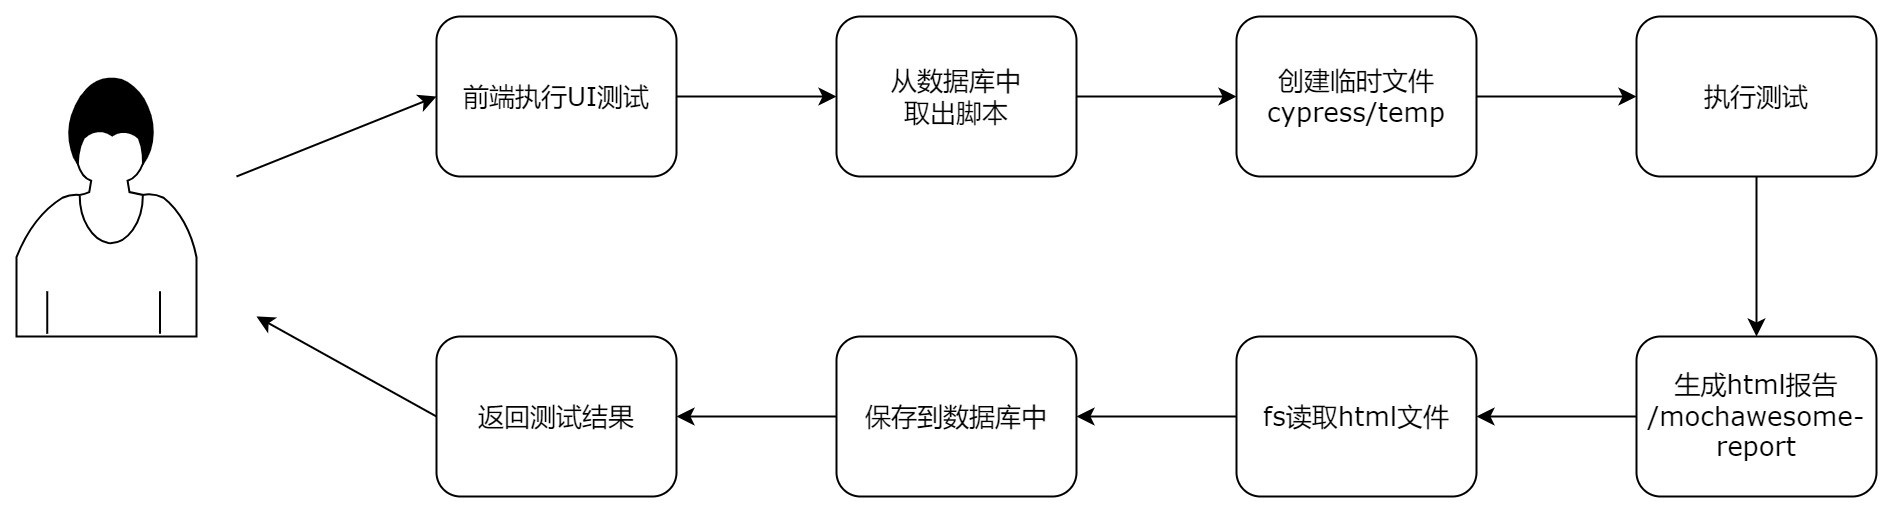 前端执行UI测试
从数据库中
取出脚本
创建临时文件
cypress/temp
执行测试
生成html报告
/mochawesome-
report
fs读取html文件
保存到数据库中
返回测试结果